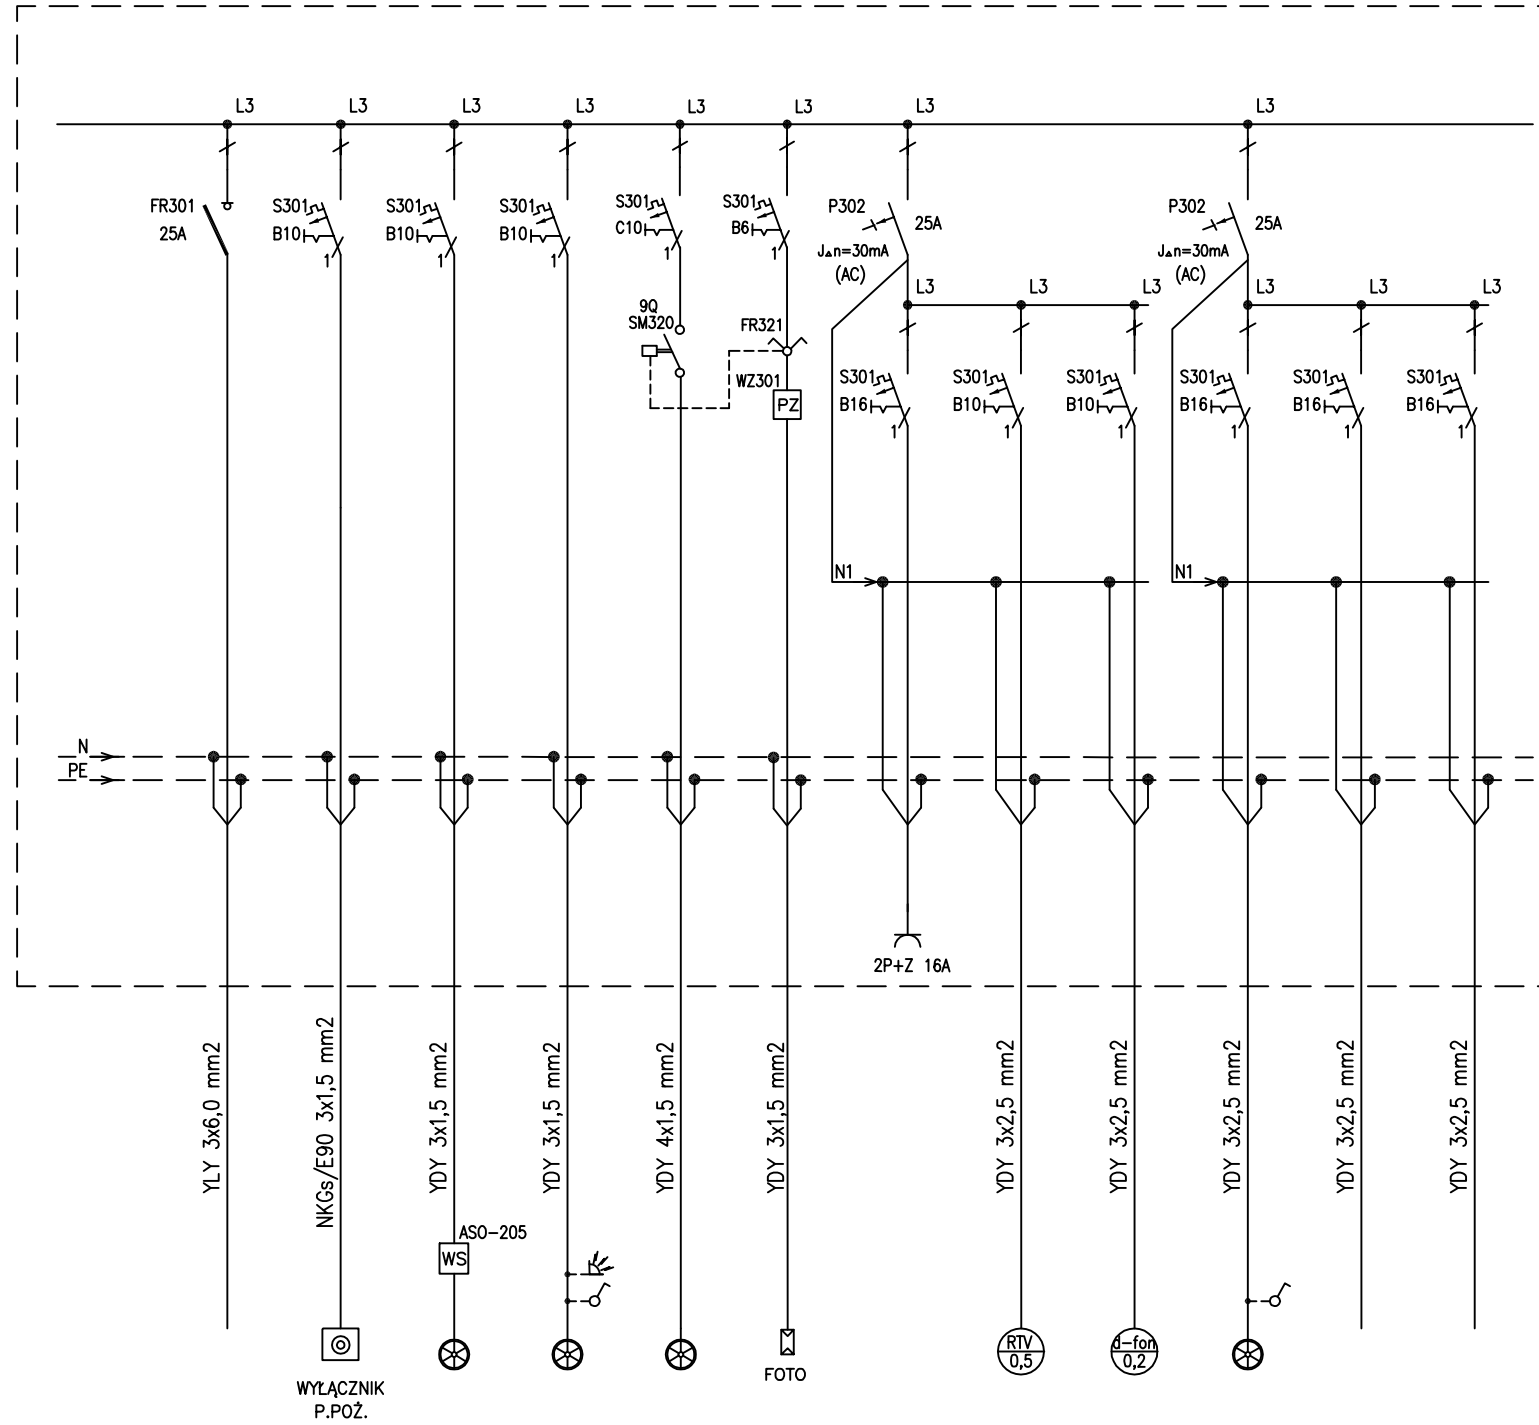 L3 L3 L3 L3 L3 L3 L3 L3
FR301
25A
S301
B10
1
S301
B10
1
S301
B10
1
S301
C10
1
S301
B6
1
P302
25A
J▵n=30mA
(AC)
P302
25A
J▵n=30mA
(AC)
9Q
SM320
FR321
WZ301
PZ
L3 L3 L3 L3 L3 L3
S301
B16
1
S301
B10
1
S301
B10
1
S301
B16
1
S301
B16
1
S301
B16
1
N1
N1
N
PE
2P+Z 16A
YLY 3x6,0 mm2
NKGs/E90 3x1,5 mm2
YDY 3x1,5 mm2
YDY 3x1,5 mm2
YDY 4x1,5 mm2
YDY 3x1,5 mm2
YDY 3x2,5 mm2
YDY 3x2,5 mm2
YDY 3x2,5 mm2
YDY 3x2,5 mm2
YDY 3x2,5 mm2
ASO-205
WS
WYŁĄCZNIK
P.POŻ.
FOTO
RTV
0,5
d-fon
0,2